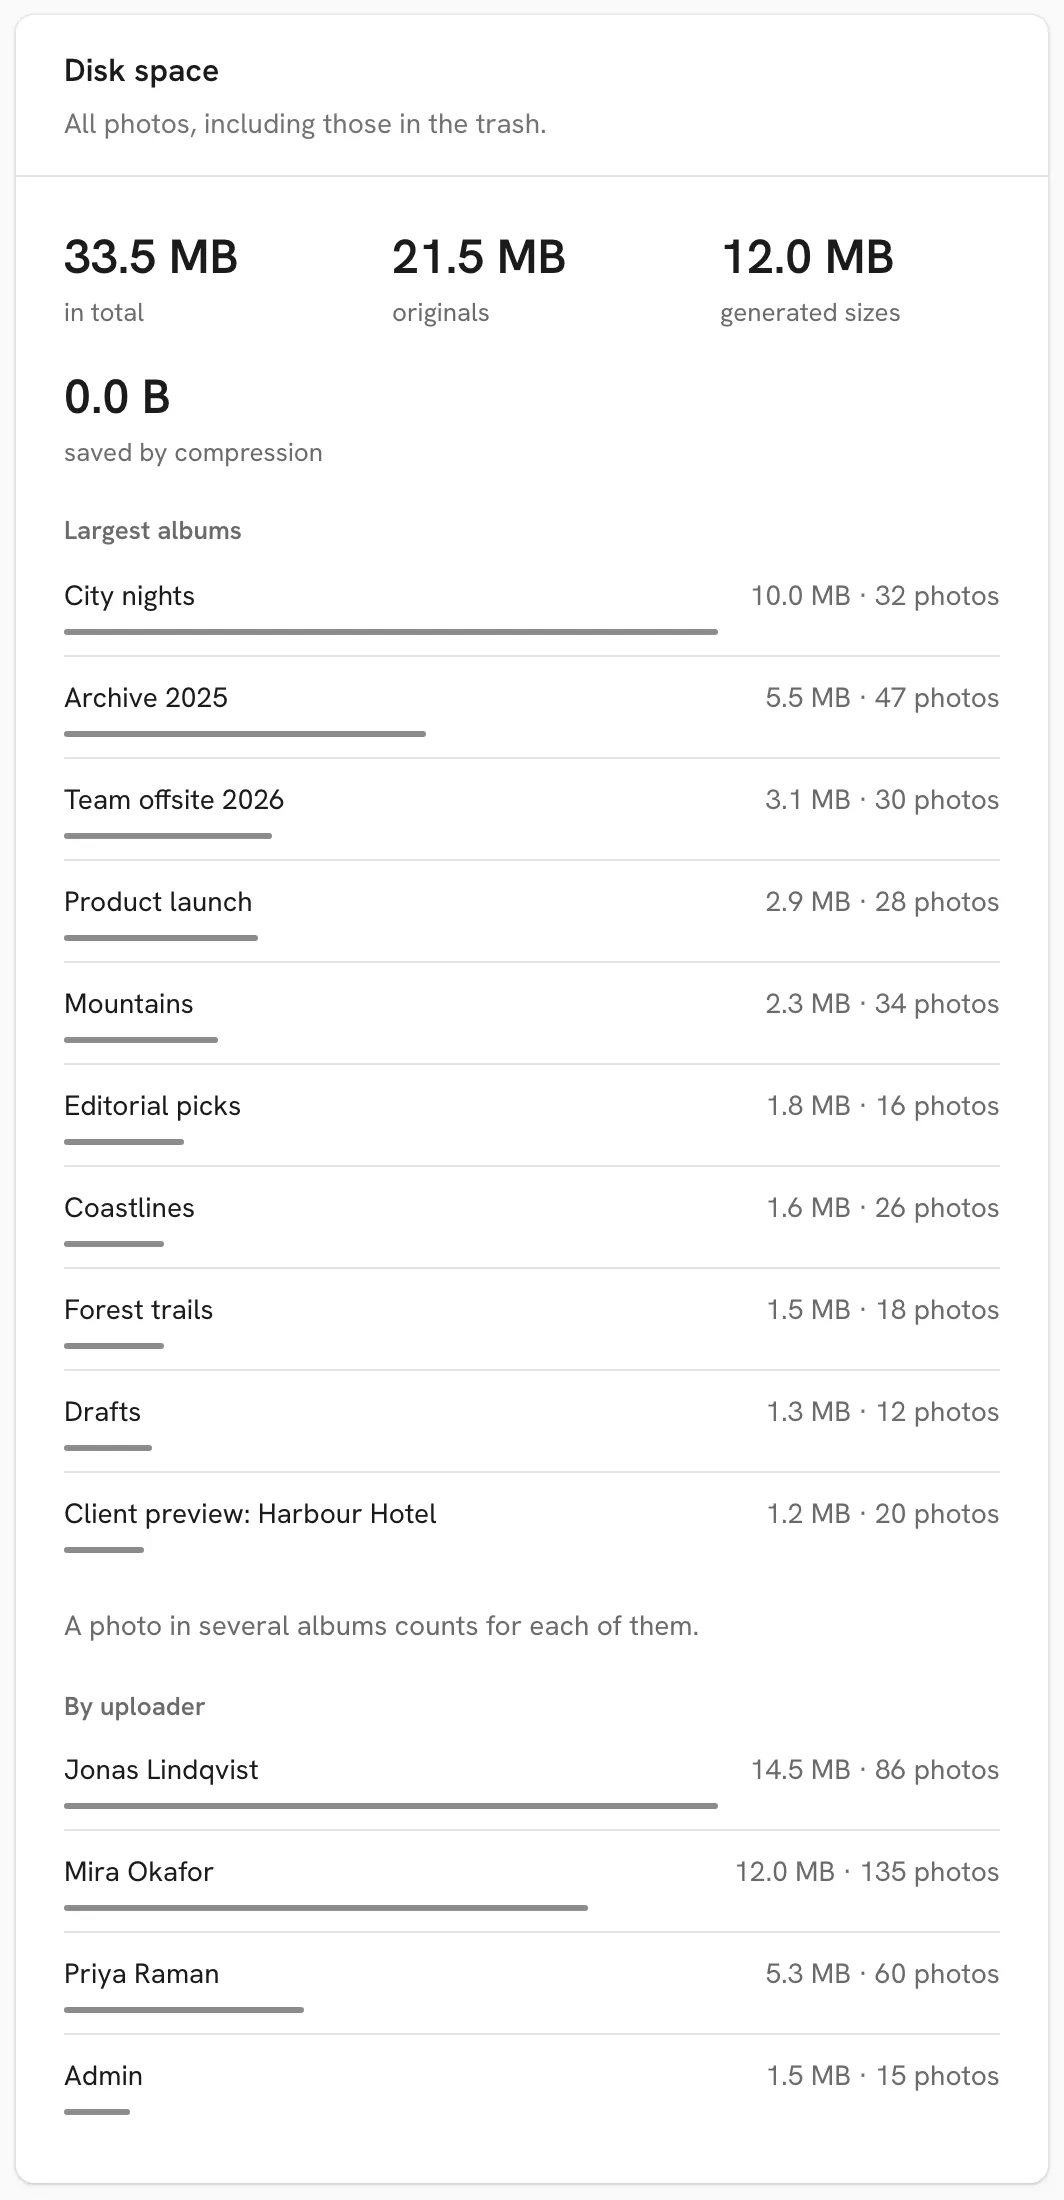 Disk space
All photos, including those in the trash.
33.5 MB
in total
21.5 MB
originals
12.0 MB
generated sizes
0.0 B
saved by compression
Largest albums
City nights 10.0 MB · 32 photos
Archive 2025 5.5 MB · 47 photos
Team offsite 2026 3.1 MB · 30 photos
Product launch 2.9 MB · 28 photos
Mountains 2.3 MB · 34 photos
Editorial picks 1.8 MB · 16 photos
Coastlines 1.6 MB · 26 photos
Forest trails 1.5 MB · 18 photos
Drafts 1.3 MB · 12 photos
Client preview: Harbour Hotel 1.2 MB · 20 photos
A photo in several albums counts for each of them.
By uploader
Jonas Lindqvist 14.5 MB · 86 photos
Mira Okafor 12.0 MB · 135 photos
Priya Raman 5.3 MB · 60 photos
Admin 1.5 MB · 15 photos